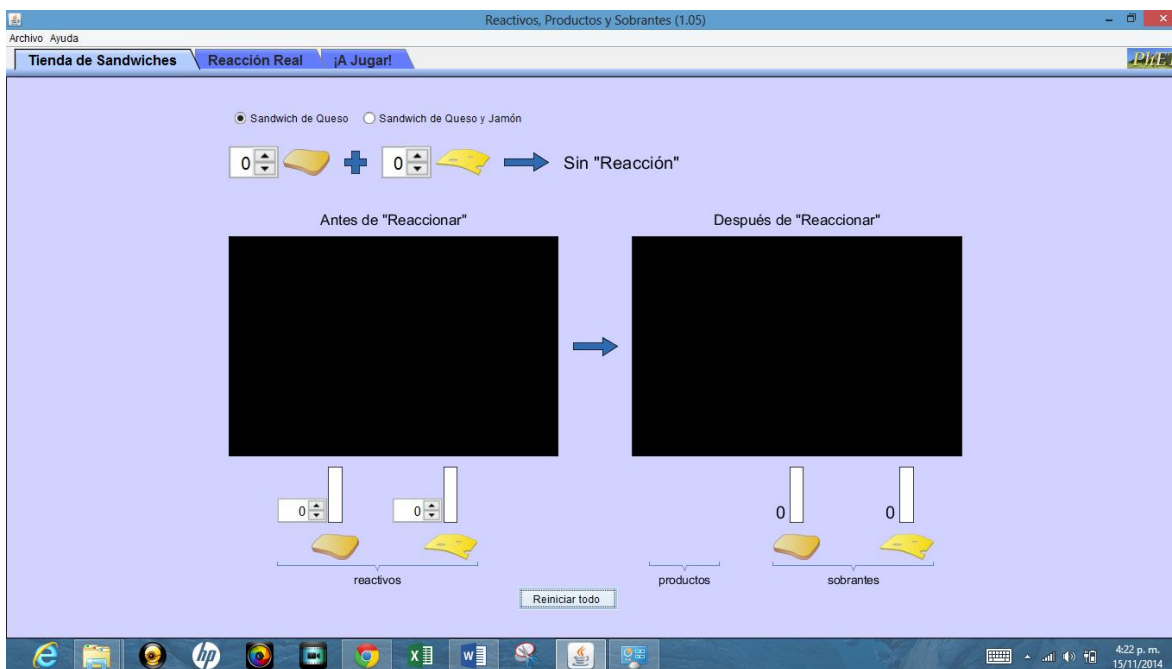 Reactivos, Productos y Sobrantes (1.05)
Archivo Ayuda
Tienda de Sandwiches Reacción Real ¡A Jugar! PhET
Sandwich de Queso Sandwich de Queso y Jamón
0 0 Sin "Reacción"
Antes de "Reaccionar" Después de "Reaccionar"
0 0 0 0
reactivos productos sobrantes
Reiniciar todo
4:22 p. m.
15/11/2014